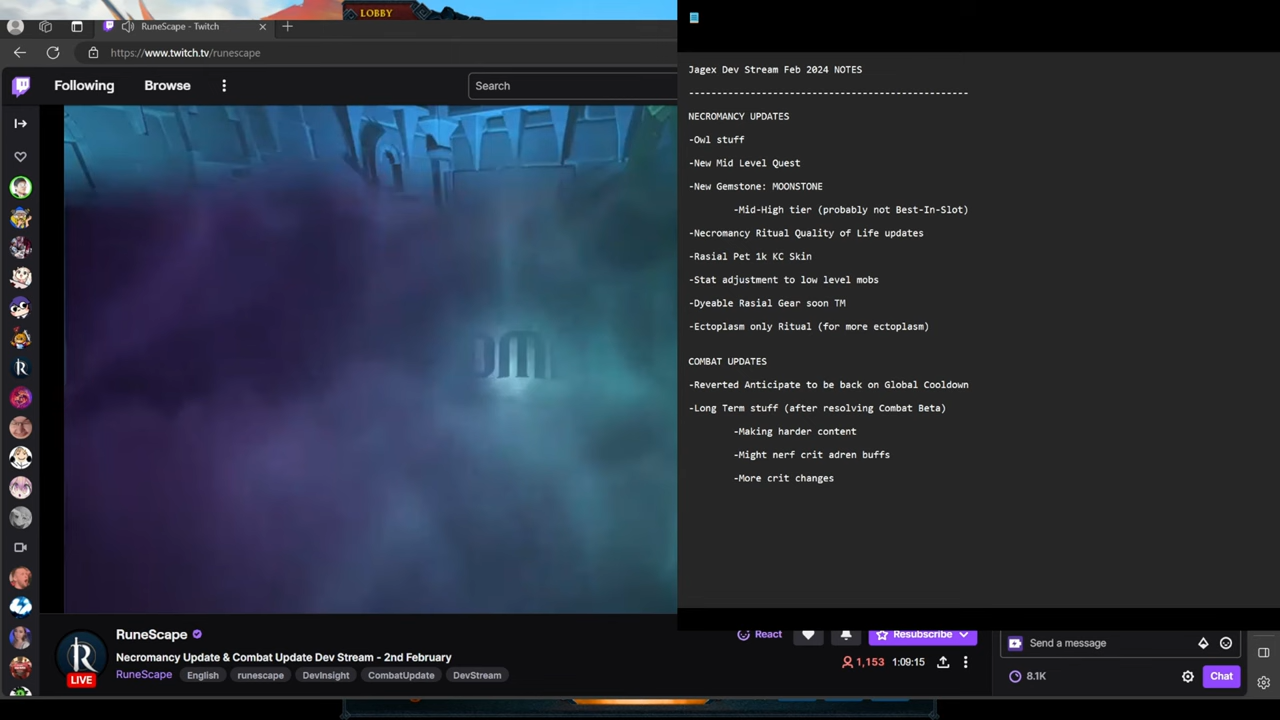 LOBBY
RuneScape - Twitch
https://www.twitch.tv/runescape
Following
Browse
Search
OM
RuneScape
LIVE
Necromancy Update & Combat Update Dev Stream - 2nd February
RuneScape
English
runescape
DevInsight
CombatUpdate
DevStream
React
Resubscribe
1,153
1:09:15
Jagex Dev Stream Feb 2024 NOTES
--------------------------------------------------
NECROMANCY UPDATES
-Owl stuff
-New Mid Level Quest
-New Gemstone: MOONSTONE
-Mid-High tier (probably not Best-In-Slot)
-Necromancy Ritual Quality of Life updates
-Rasial Pet 1k KC Skin
-Stat adjustment to low level mobs
-Dyeable Rasial Gear soon TM
-Ectoplasm only Ritual (for more ectoplasm)
COMBAT UPDATES
-Reverted Anticipate to be back on Global Cooldown
-Long Term stuff (after resolving Combat Beta)
-Making harder content
-Might nerf crit adren buffs
-More crit changes
Send a message
8.1K
Chat